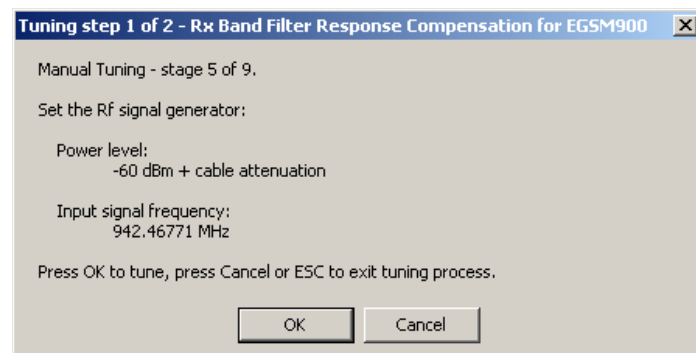 Tuning step 1 of 2 - Rx Band Filter Response Compensation for EGSM900
Manual Tuning - stage 5 of 9.
Set the Rf signal generator:
Power level:
-60 dBm + cable attenuation
Input signal frequency:
942.46771 MHz
Press OK to tune, press Cancel or ESC to exit tuning process.
OK
Cancel